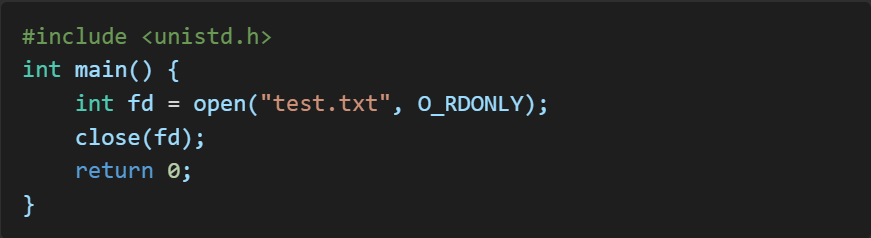 #include <unistd.h>
int main() {
    int fd = open("test.txt", O_RDONLY);
    close(fd);
    return 0;
}